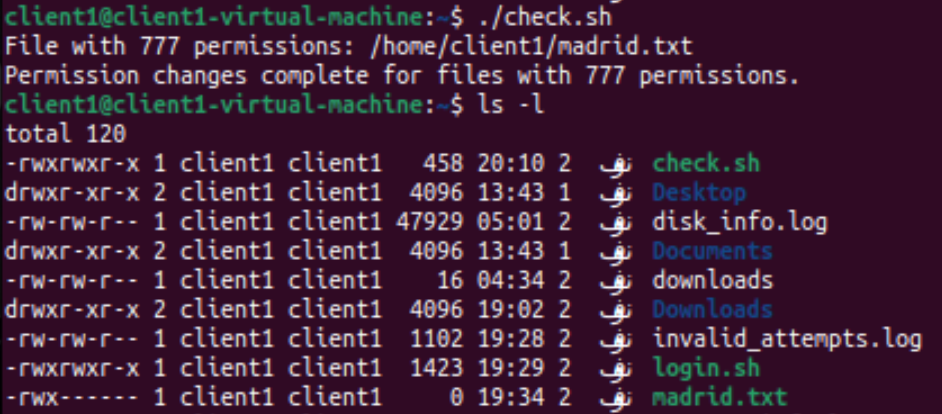 client1@client1-virtual-machine:~$ ./check.sh
File with 777 permissions: /home/client1/madrid.txt
Permission changes complete for files with 777 permissions.
client1@client1-virtual-machine:~$ ls -l
total 120
-rwxrwxr-x 1 client1 client1   458 20:10 2  نوف check.sh
drwxr-xr-x 2 client1 client1  4096 13:43 1  نوف Desktop
-rw-rw-r-- 1 client1 client1 47929 05:01 2  نوف disk_info.log
drwxr-xr-x 2 client1 client1  4096 13:43 1  نوف Documents
-rw-rw-r-- 1 client1 client1    16 04:34 2  نوف downloads
drwxr-xr-x 2 client1 client1  4096 19:02 2  نوف Downloads
-rw-rw-r-- 1 client1 client1  1102 19:28 2  نوف invalid_attempts.log
-rwxrwxr-x 1 client1 client1  1423 19:29 2  نوف login.sh
-rwx------ 1 client1 client1     0 19:34 2  نوف madrid.txt